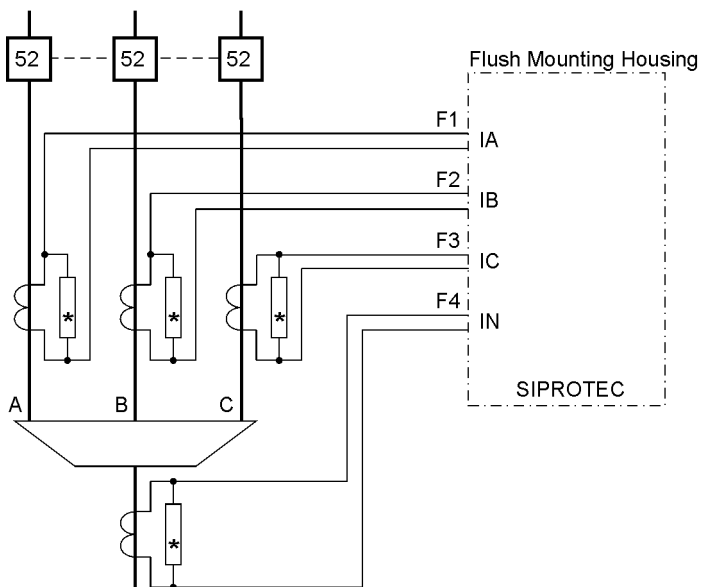 52 52 52
Flush Mounting Housing
F1
IA
F2
IB
F3
IC
F4
IN
SIPROTEC
* * *
A B C
*